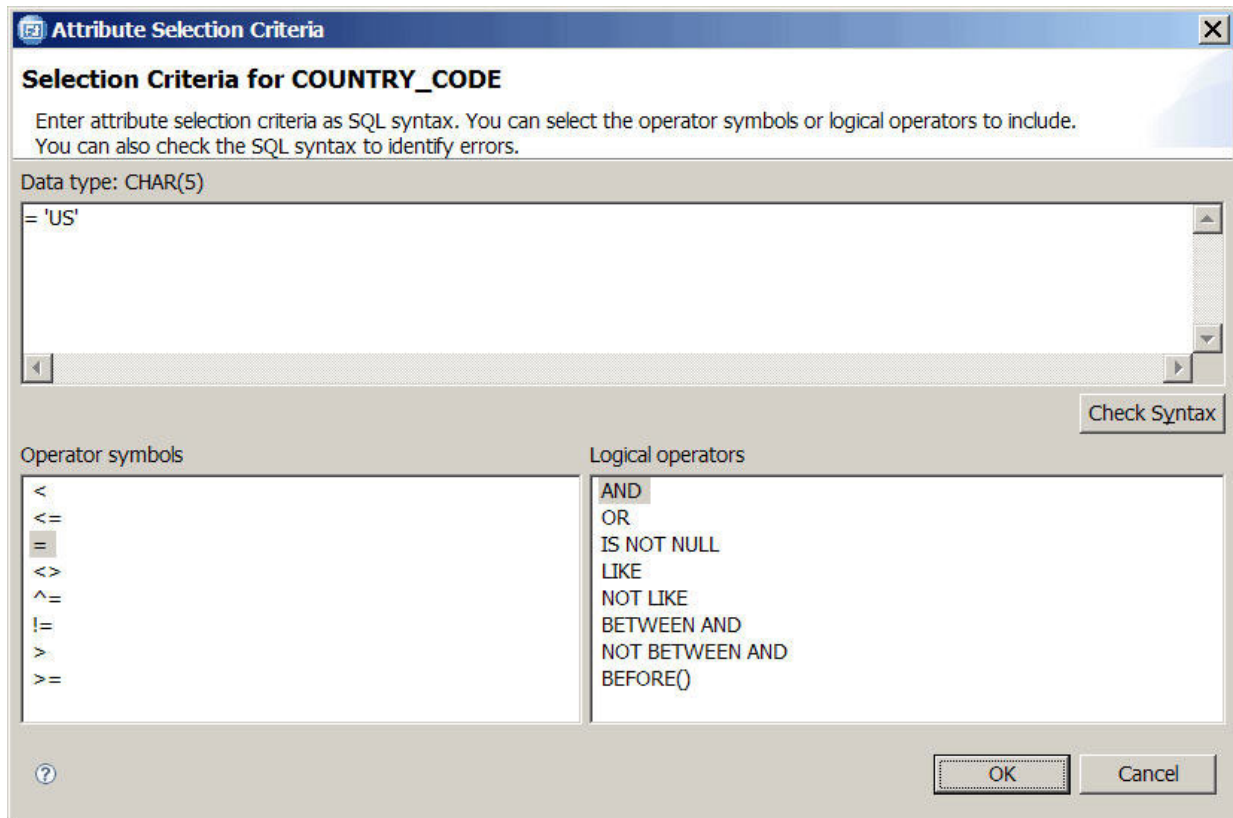 Attribute Selection Criteria
Selection Criteria for COUNTRY_CODE
Enter attribute selection criteria as SQL syntax. You can select the operator symbols or logical operators to include.
You can also check the SQL syntax to identify errors.
Data type: CHAR(5)
= 'US'
Check Syntax
Operator symbols
<
<=
=
<>
^=
!=
>
>=
Logical operators
AND
OR
IS NOT NULL
LIKE
NOT LIKE
BETWEEN AND
NOT BETWEEN AND
BEFORE()
?
OK
Cancel